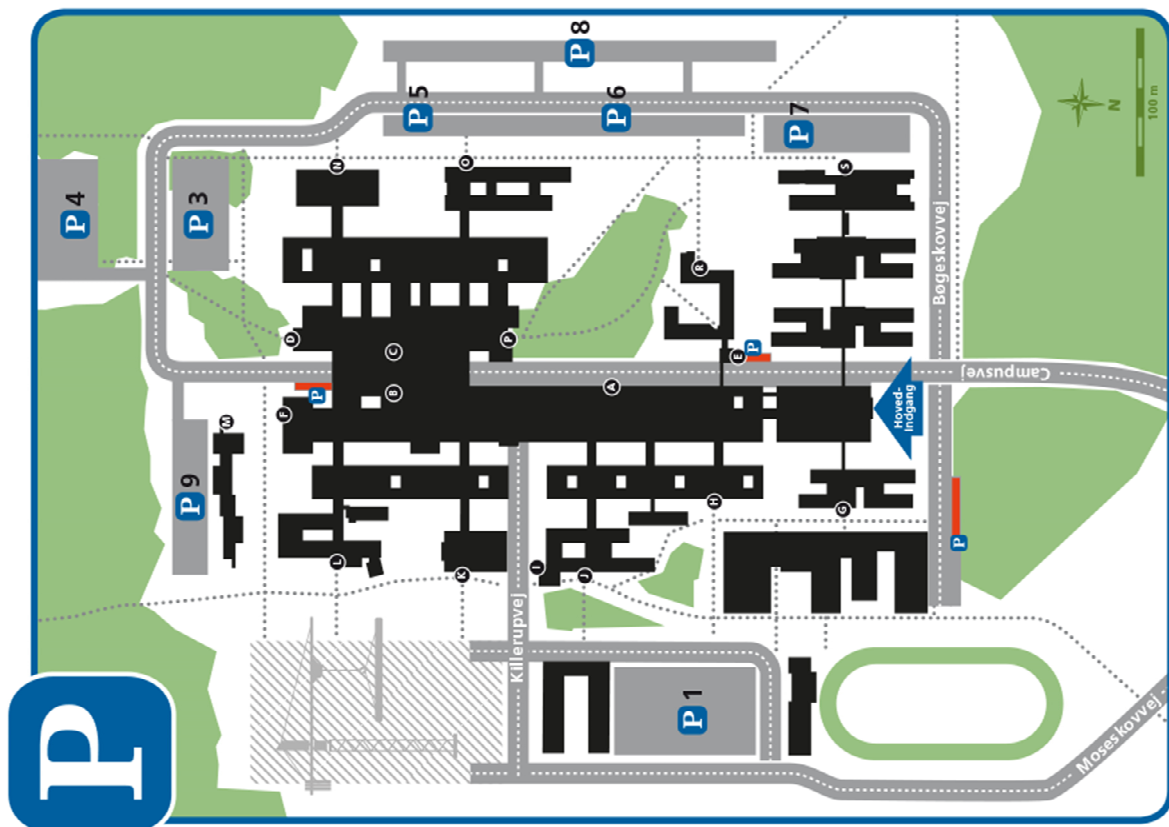 P
P 8
P 5
P 6
P 7
P 4
P 3
P 9
P 1
P
P
P
N
O
S
R
D
C
P
E
A
B
F
M
H
G
L
K
I
J
Bøgeskovvej
Campusvej
Killerupvej
Moseskovvej
Hoved-
indgang
N
100 m